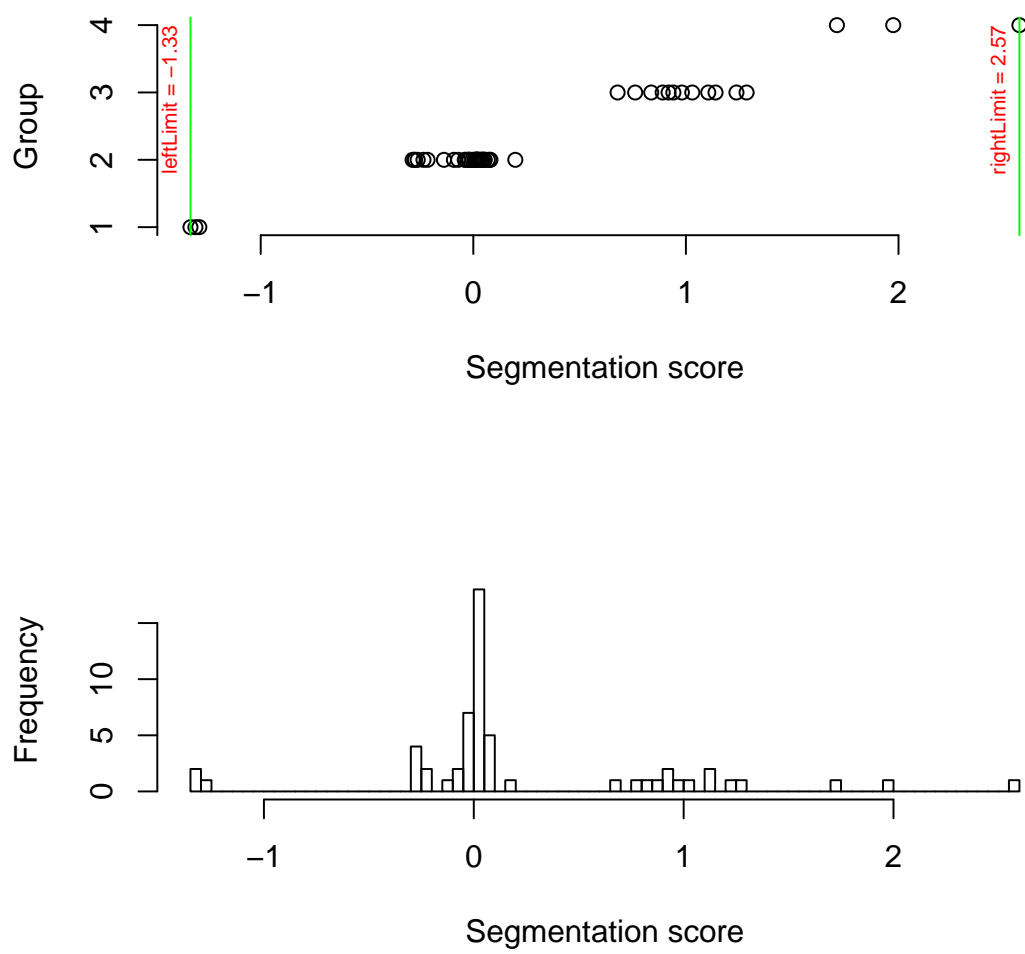 4
3
2
1
Group
leftLimit = −1.33
rightLimit = 2.57
−1 0 1 2
Segmentation score
10
5
0
Frequency
−1 0 1 2
Segmentation score